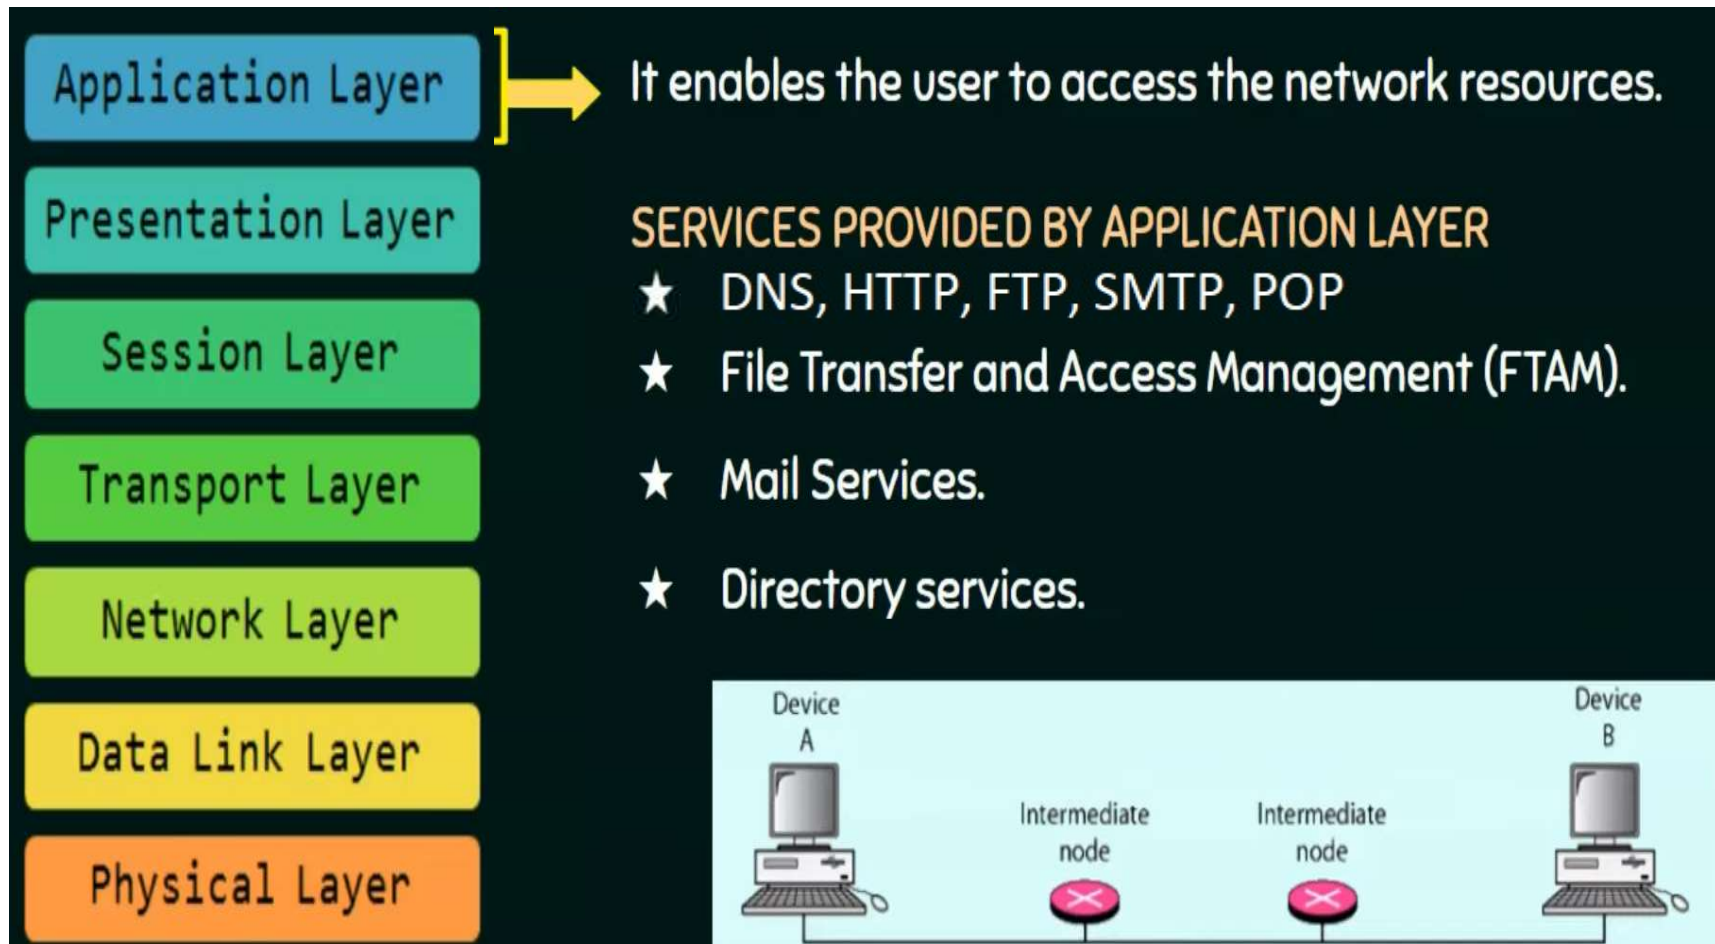 Application Layer
It enables the user to access the network resources.
Presentation Layer
Session Layer
Transport Layer
Network Layer
Data Link Layer
Physical Layer
SERVICES PROVIDED BY APPLICATION LAYER
★ DNS, HTTP, FTP, SMTP, POP
★ File Transfer and Access Management (FTAM).
★ Mail Services.
★ Directory services.
Device
A
Intermediate
node
Intermediate
node
Device
B